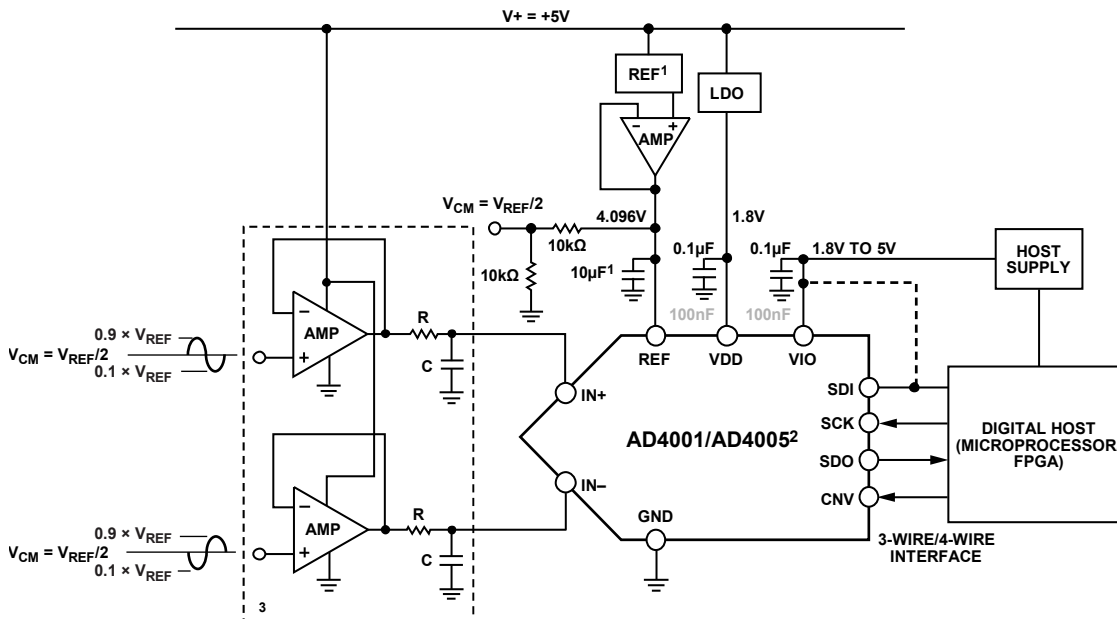 V+ = +5V
REF1
LDO
AMP
VCM = VREF/2
4.096V
1.8V
10kΩ
10kΩ
10µF1
0.1µF
0.1µF
1.8V TO 5V
HOST
SUPPLY
100nF
100nF
REF
VDD
VIO
0.9 × VREF
VCM = VREF/2
0.1 × VREF
AMP
R
C
IN+
AD4001/AD40052
SDI
SCK
SDO
CNV
DIGITAL HOST
(MICROPROCESSOR
FPGA)
IN–
GND
3-WIRE/4-WIRE
INTERFACE
0.9 × VREF
VCM = VREF/2
0.1 × VREF
AMP
R
C
3